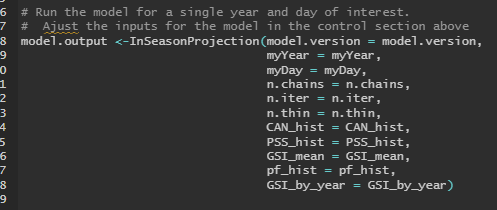 6 # Run the model for a single year and day of interest.
7 #  Ajust the inputs for the model in the control section above
8 model.output <-InSeasonProjection(model.version = model.version,
9 myYear = myYear,
0 myDay = myDay,
1 n.chains = n.chains,
2 n.iter = n.iter,
3 n.thin = n.thin,
4 CAN_hist = CAN_hist,
5 PSS_hist = PSS_hist,
6 GSI_mean = GSI_mean,
7 pf_hist = pf_hist,
8 GSI_by_year = GSI_by_year)
9